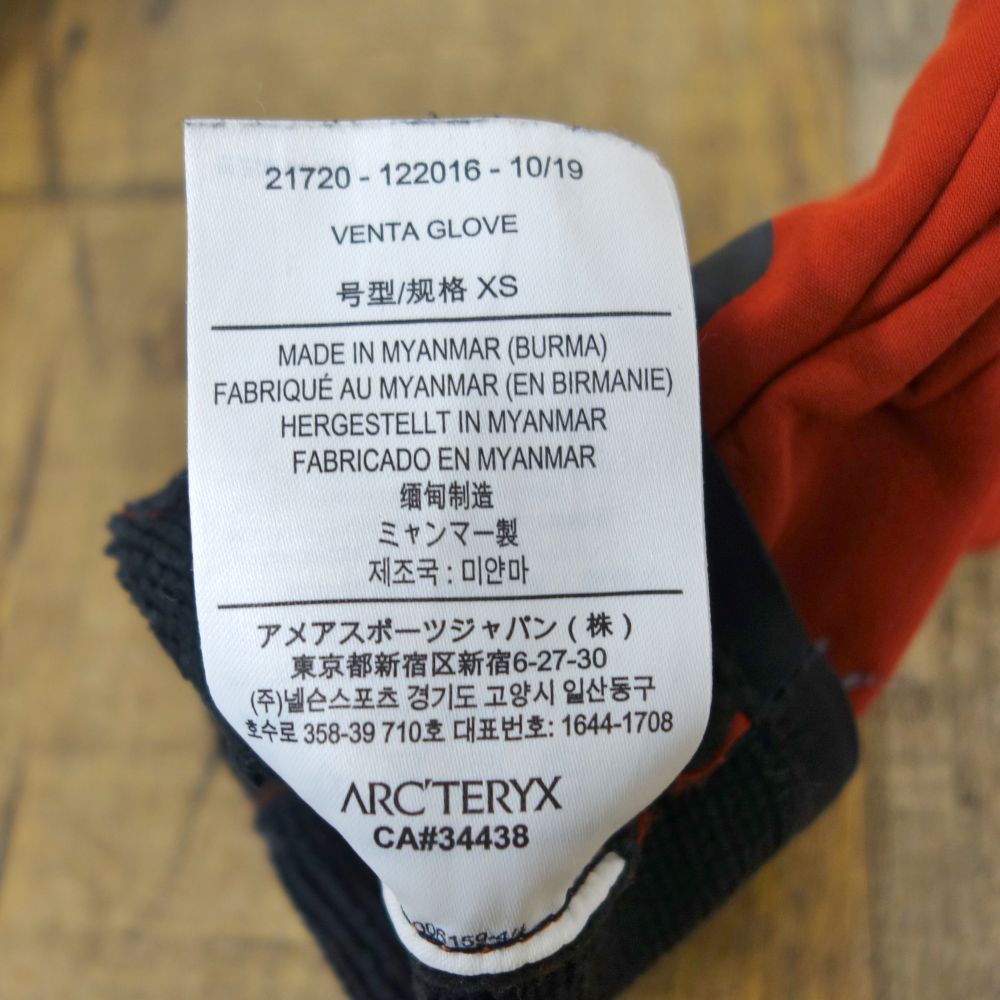 21720 - 122016 - 10/19
VENTA GLOVE
号型/规格 XS
MADE IN MYANMAR (BURMA)
FABRIQUÉ AU MYANMAR (EN BIRMANIE)
HERGESTELLT IN MYANMAR
FABRICADO EN MYANMAR
缅甸制造
ミャンマー製
제조국 : 미얀마
アメアスポーツジャパン ( 株 )
東京都新宿区新宿6-27-30
(주)넬슨스포츠 경기도 고양시 일산동구
호수로 358-39 710호 대표번호: 1644-1708
ARC'TERYX
CA#34438